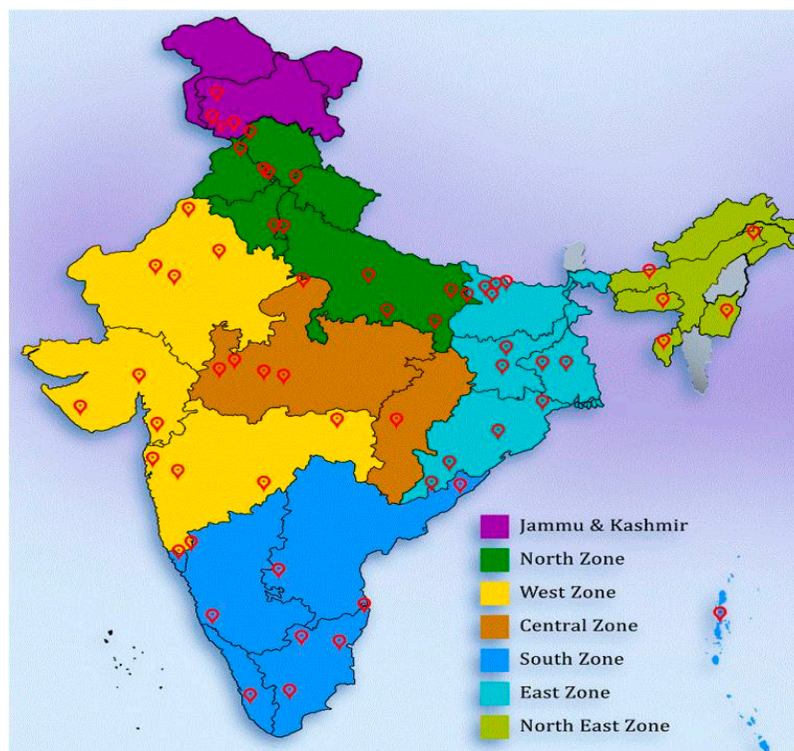 Jammu & Kashmir
North Zone
West Zone
Central Zone
South Zone
East Zone
North East Zone